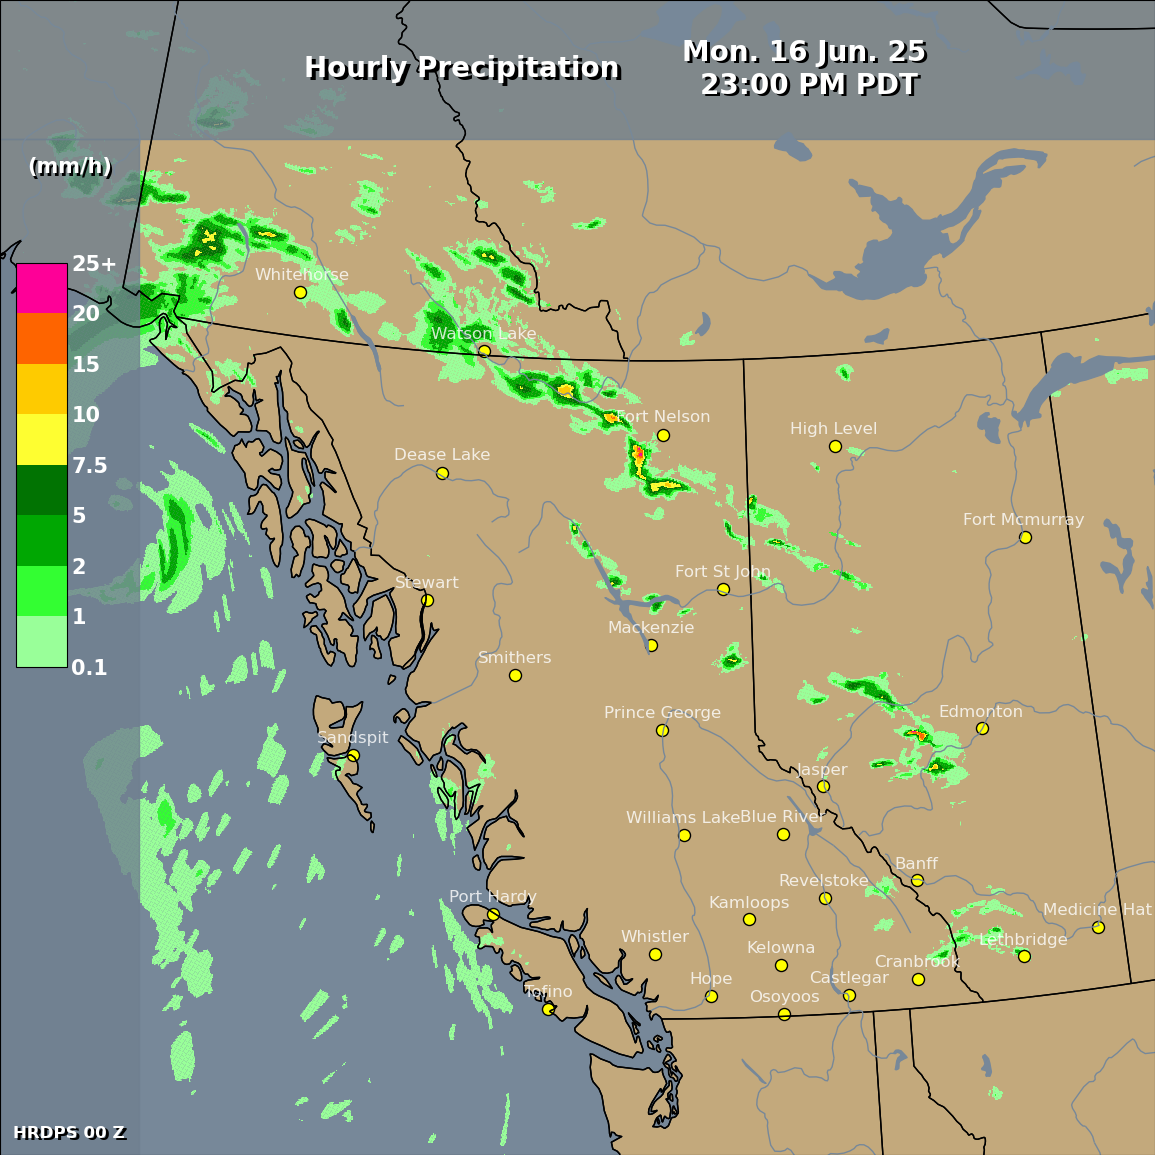 Hourly Precipitation
Mon. 16 Jun. 25
23:00 PM PDT
(mm/h)
25+
20
15
10
7.5
5
2
1
0.1
Whitehorse
Watson Lake
Fort Nelson
High Level
Dease Lake
Fort Mcmurray
Fort St John
Stewart
Mackenzie
Smithers
Prince George
Edmonton
Sandspit
Jasper
Williams Lake
Blue River
Banff
Revelstoke
Port Hardy
Kamloops
Medicine Hat
Whistler
Kelowna
Lethbridge
Cranbrook
Hope
Castlegar
Tofino
Osoyoos
HRDPS 00 Z